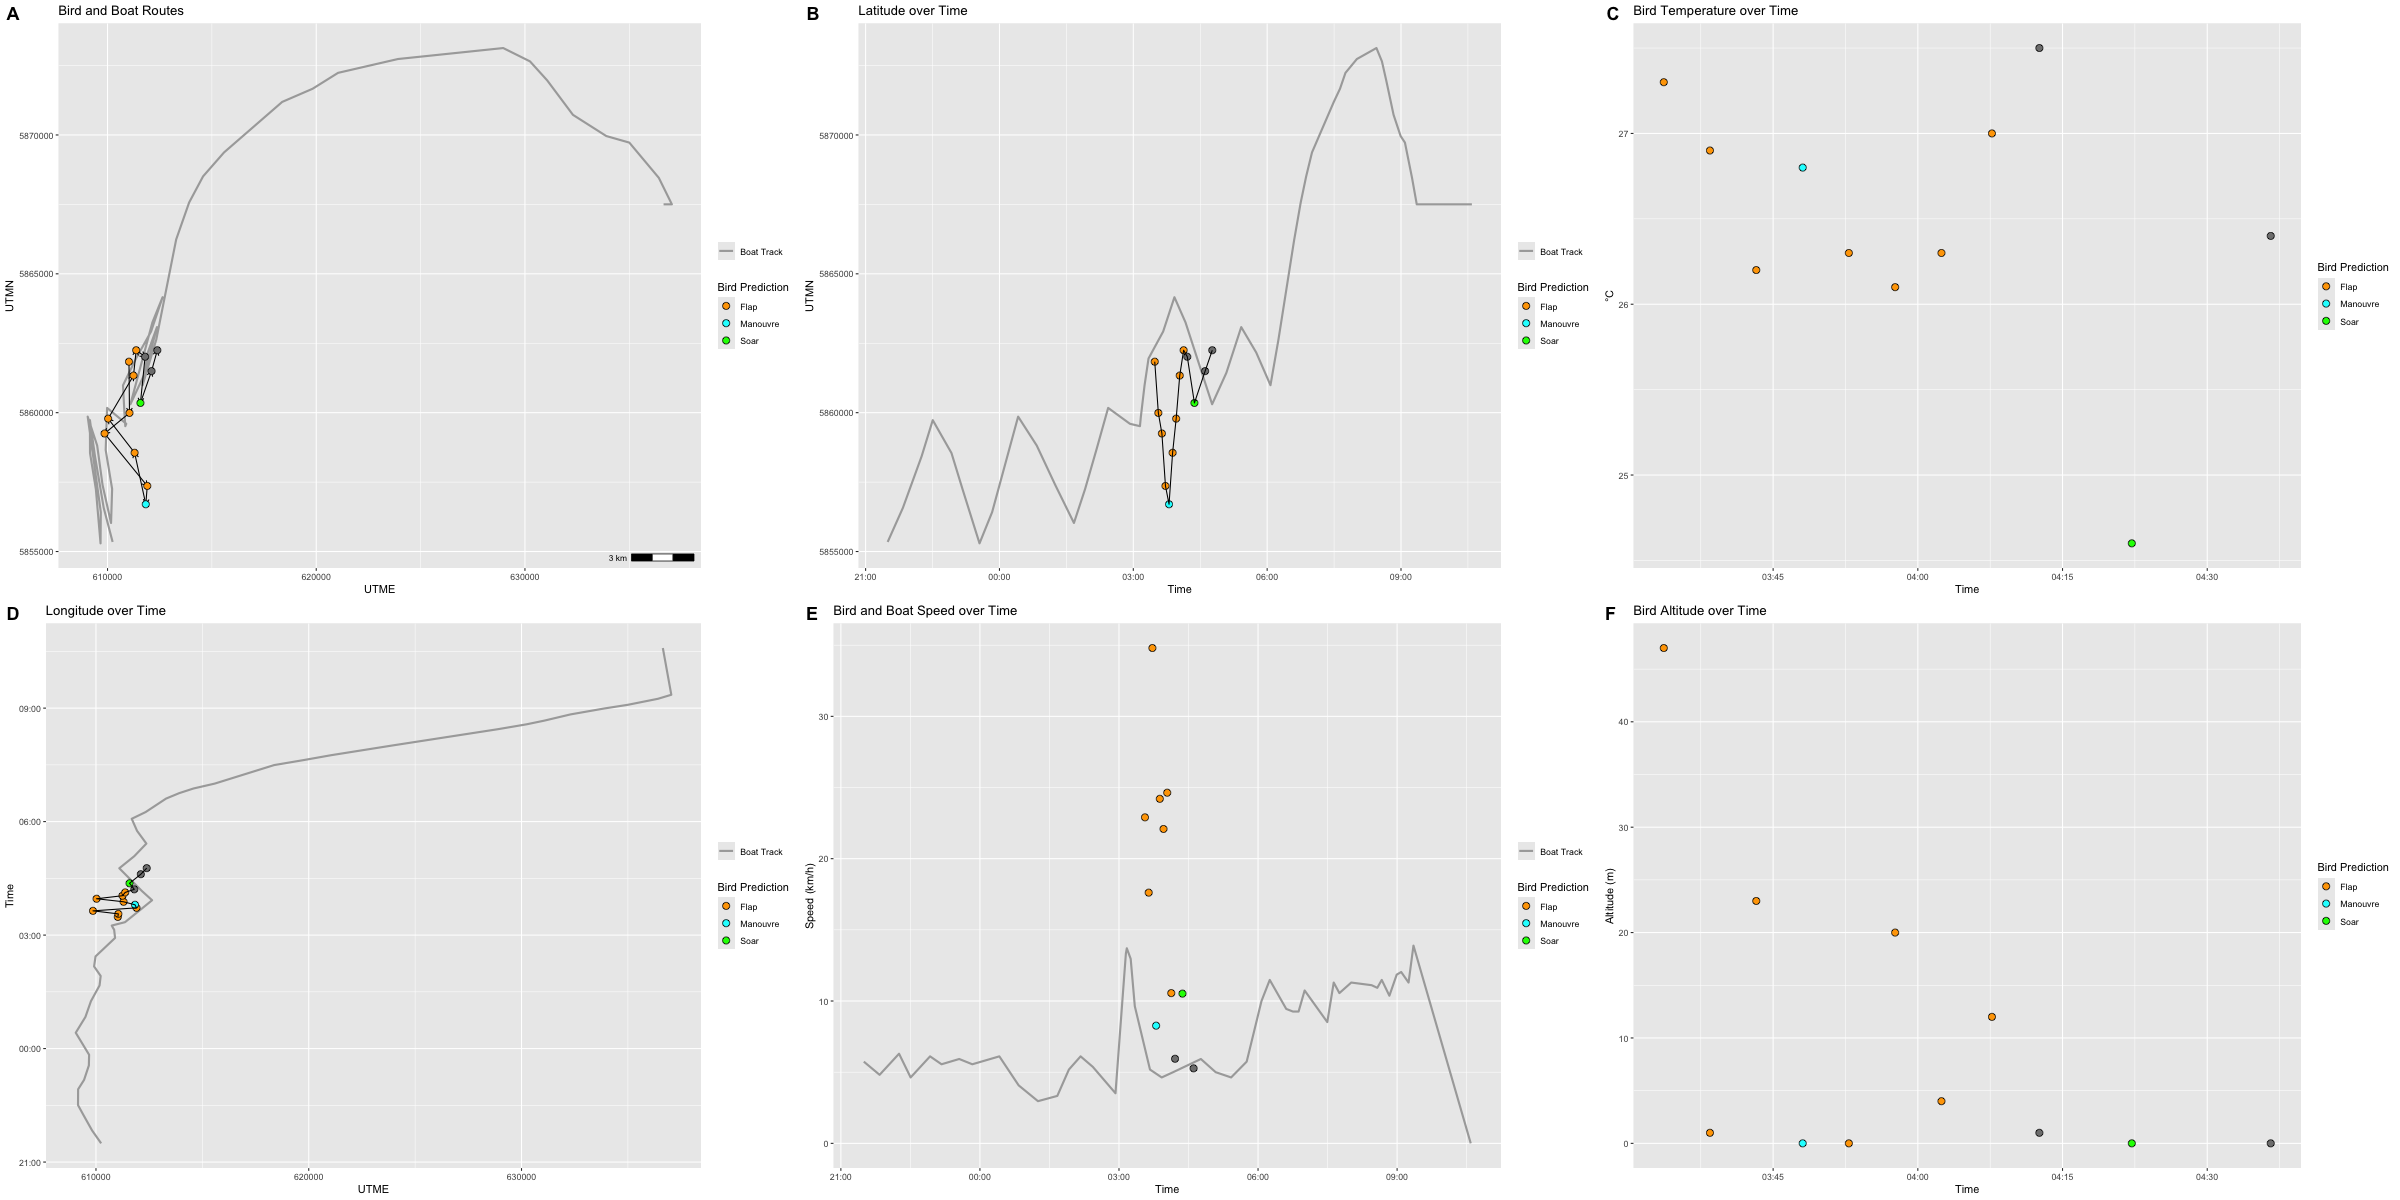 A Bird and Boat Routes
5870000
5865000
5860000
5855000
UTMN
610000 620000 630000
UTME
3 km
Boat Track
Bird Prediction
Flap
Manouvre
Soar
B Latitude over Time
5870000
5865000
5860000
5855000
UTMN
21:00 00:00 03:00 06:00 09:00
Time
Boat Track
Bird Prediction
Flap
Manouvre
Soar
C Bird Temperature over Time
27
26
25
°C
03:45 04:00 04:15 04:30
Time
Bird Prediction
Flap
Manouvre
Soar
D Longitude over Time
09:00
06:00
03:00
00:00
21:00
Time
610000 620000 630000
UTME
Boat Track
Bird Prediction
Flap
Manouvre
Soar
E Bird and Boat Speed over Time
30
20
10
0
Speed (km/h)
21:00 00:00 03:00 06:00 09:00
Time
Boat Track
Bird Prediction
Flap
Manouvre
Soar
F Bird Altitude over Time
40
30
20
10
0
Altitude (m)
03:45 04:00 04:15 04:30
Time
Bird Prediction
Flap
Manouvre
Soar